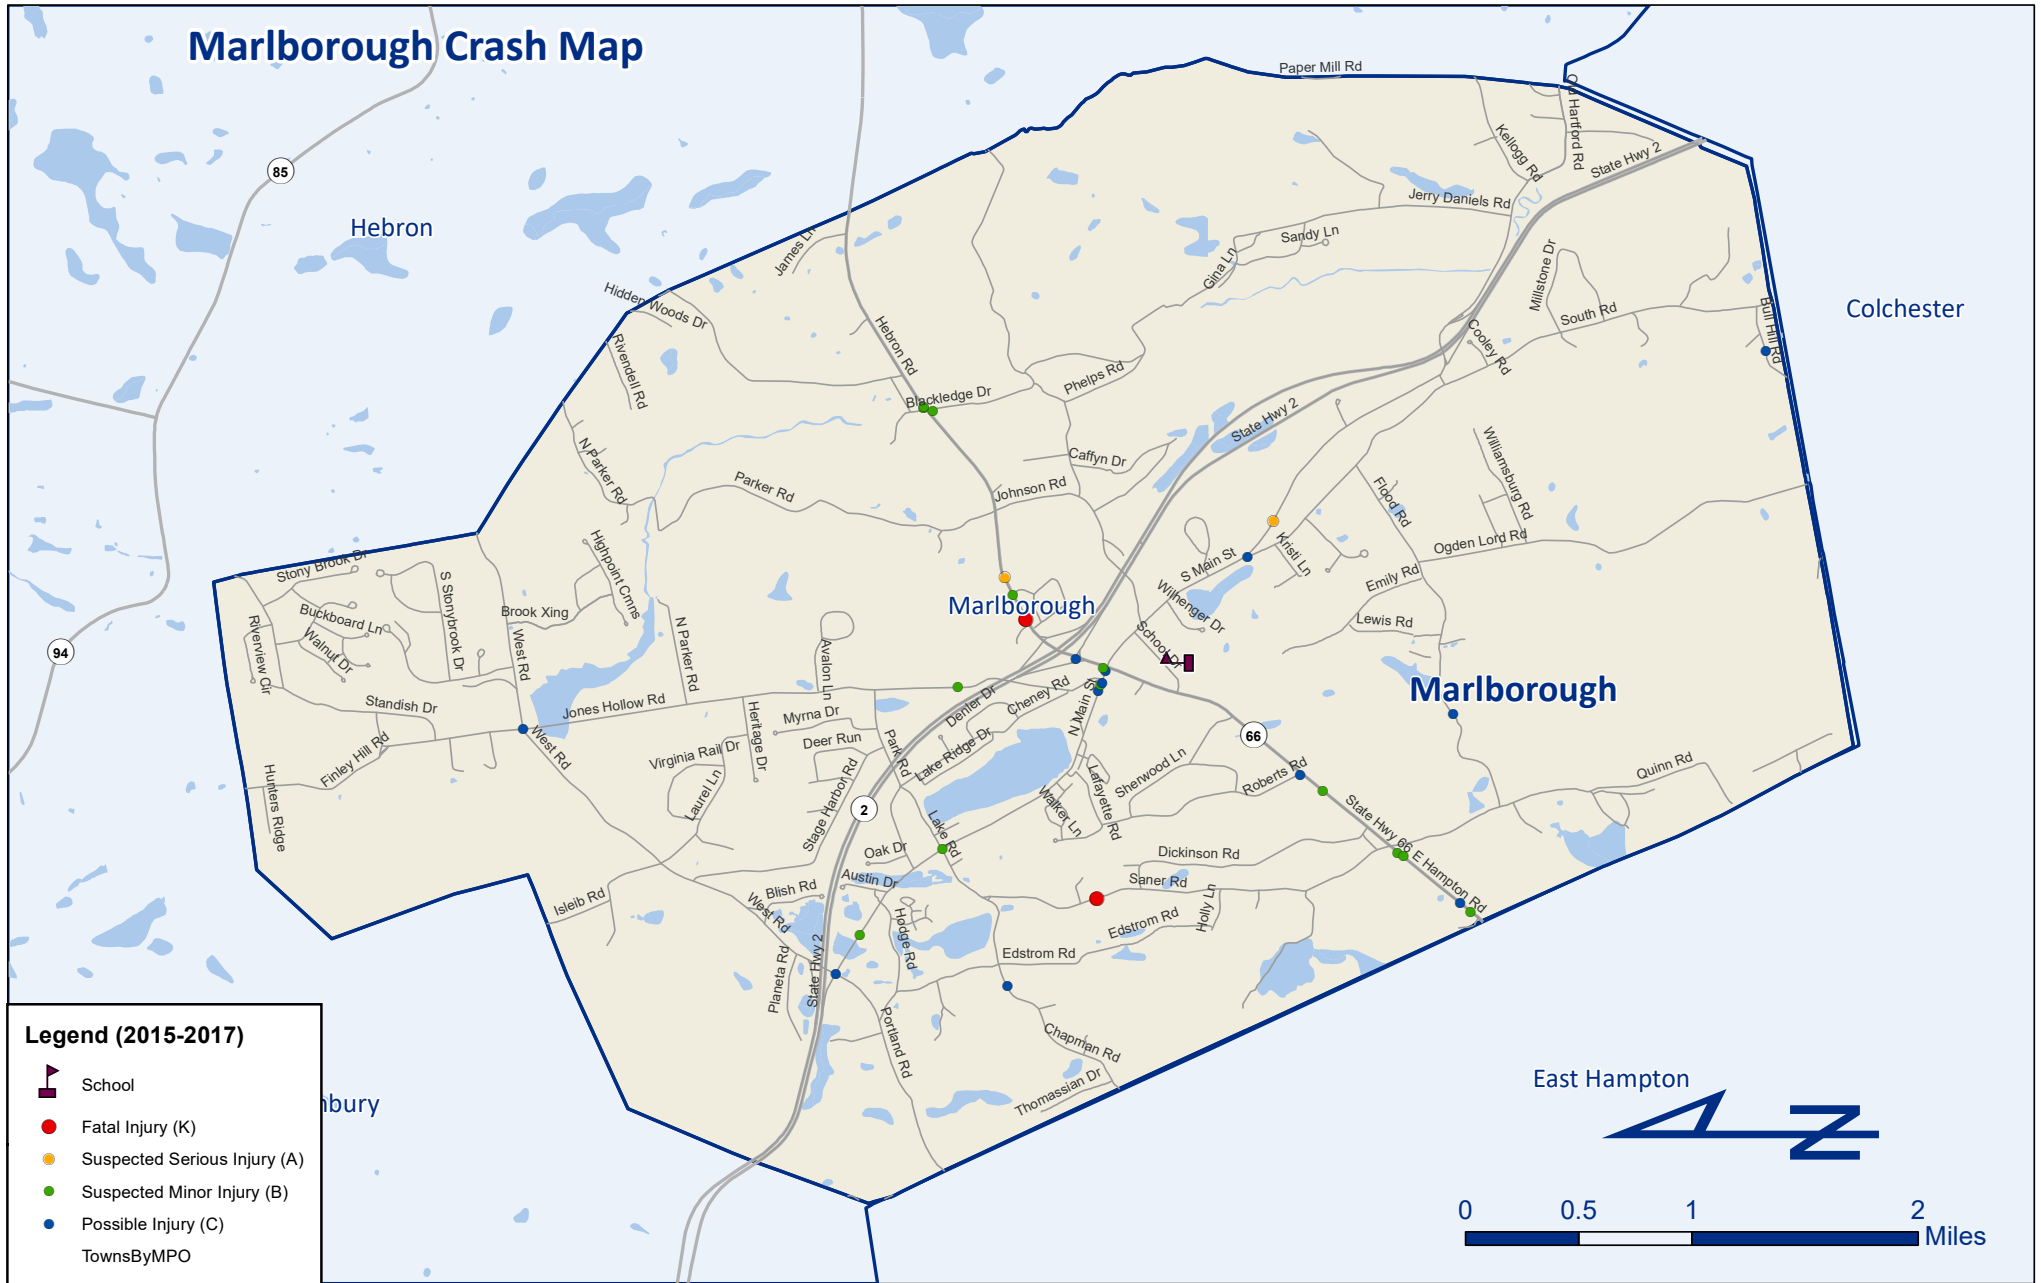 Marlborough Crash Map
Paper Mill Rd
Old Hartford Rd
Kellogg Rd
State Hwy 2
85
Jerry Daniels Rd
Hebron
James Ln
Sandy Ln
Gina Ln
Millstone Dr
Hidden Woods Dr
South Rd
Bull Hill Rd
Colchester
Hebron Rd
Cooley Rd
Rivendell Rd
Phelps Rd
Blackledge Dr
State Hwy 2
N Parker Rd
Caffyn Dr
Williamsburg Rd
Parker Rd
Johnson Rd
Flood Rd
Ogden Lord Rd
Stony Brook Dr
Highpoint Cmns
S Main St
Kristi Ln
Emily Rd
S Stonybrook Dr
Brook Xing
Marlborough
Wilhenger Dr
Buckboard Ln
Lewis Rd
Riverview Cir
Walnut Dr
West Rd
N Parker Rd
Avalon Ln
School Dr
94
Marlborough
Standish Dr
Jones Hollow Rd
Heritage Dr
Myrna Dr
Denler Dr
Cheney Rd
N Main St
66
Finley Hill Rd
West Rd
Virginia Rail Dr
Deer Run
Park Rd
Lake Ridge Dr
Hunters Ridge
Laurel Ln
Stage Harbor Rd
2
Lafayette Rd
Sherwood Ln
Roberts Rd
Quinn Rd
Walker Ln
Lake Rd
State Hwy 66
E Hampton Rd
Oak Dr
Dickinson Rd
Isleib Rd
Blish Rd
Austin Dr
Saner Rd
Holly Ln
West Rd
Hodge Rd
Edstrom Rd
Edstrom Rd
Planeta Rd
State Hwy 2
Portland Rd
Chapman Rd
Thomassian Dr
East Hampton
nbury
N
Legend (2015-2017)
School
Fatal Injury (K)
Suspected Serious Injury (A)
Suspected Minor Injury (B)
Possible Injury (C)
TownsByMPO
0 0.5 1 2
Miles